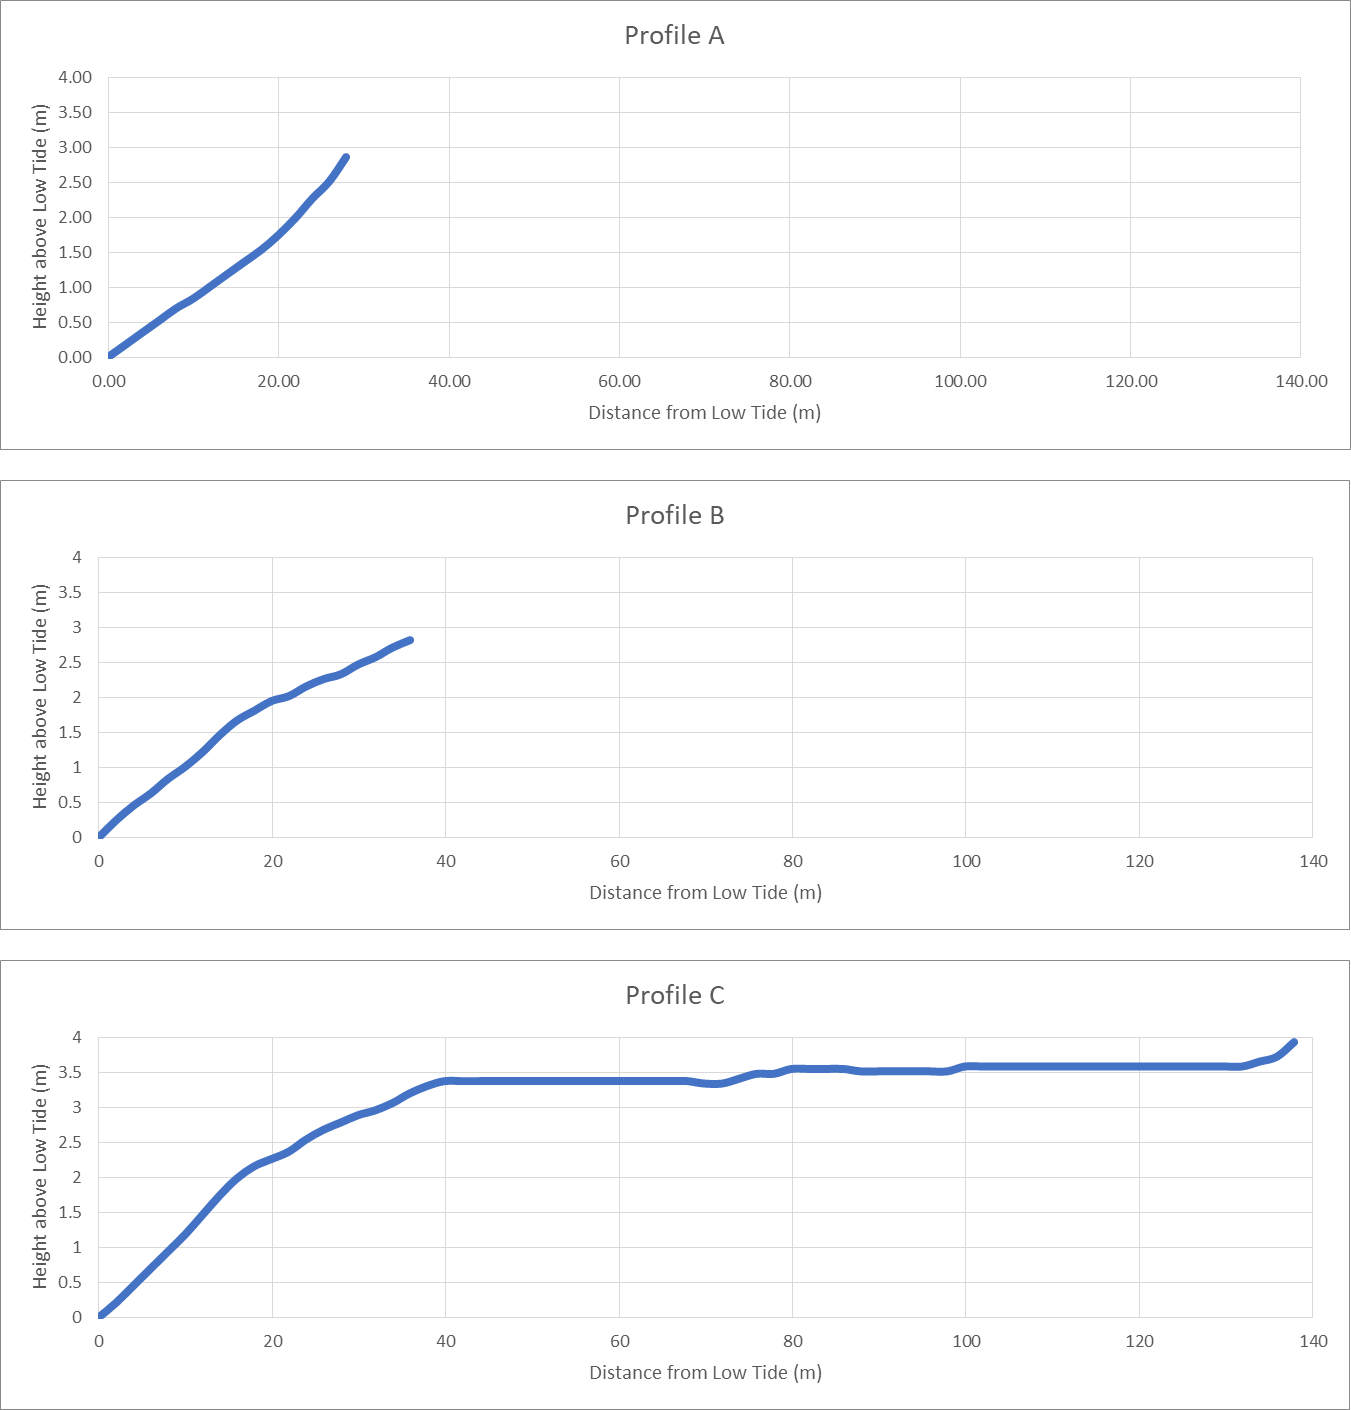 Profile A
Height above Low Tide (m)
4.00
3.50
3.00
2.50
2.00
1.50
1.00
0.50
0.00
0.00 20.00 40.00 60.00 80.00 100.00 120.00 140.00
Distance from Low Tide (m)
Profile B
Height above Low Tide (m)
4
3.5
3
2.5
2
1.5
1
0.5
0
0 20 40 60 80 100 120 140
Distance from Low Tide (m)
Profile C
Height above Low Tide (m)
4
3.5
3
2.5
2
1.5
1
0.5
0
0 20 40 60 80 100 120 140
Distance from Low Tide (m)